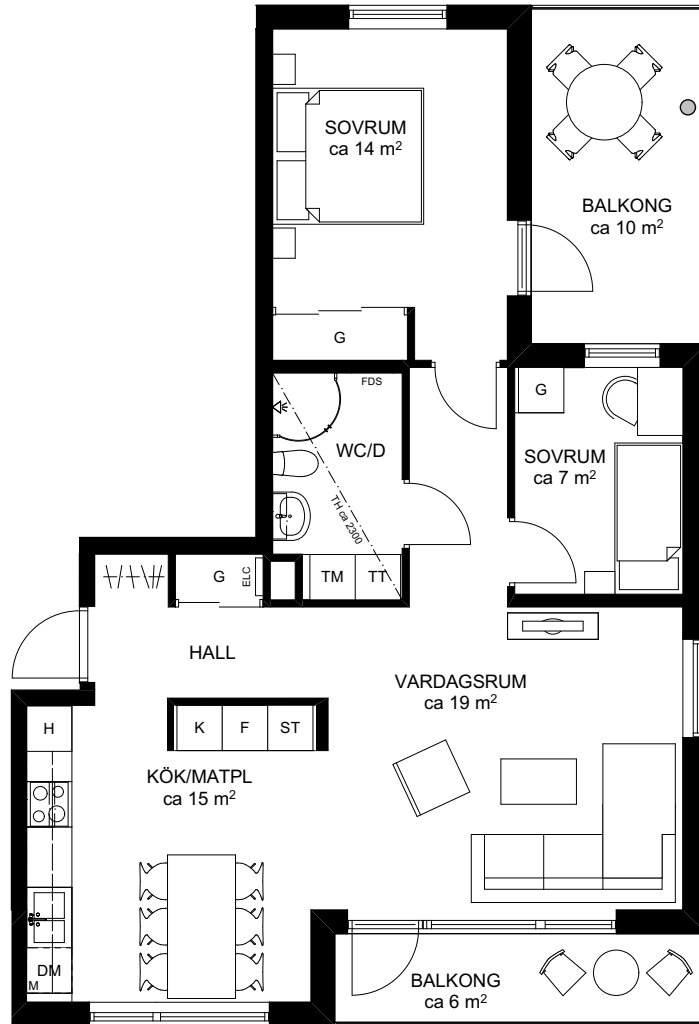 SOVRUM
ca 14 m²
BALKONG
ca 10 m²
G
FDS
G
WC/D
SOVRUM
ca 7 m²
TH ca 2300
G
ELC
TM
TT
HALL
VARDAGSRUM
ca 19 m²
H
K
F
ST
KÖK/MATPL
ca 15 m²
DM
M
BALKONG
ca 6 m²